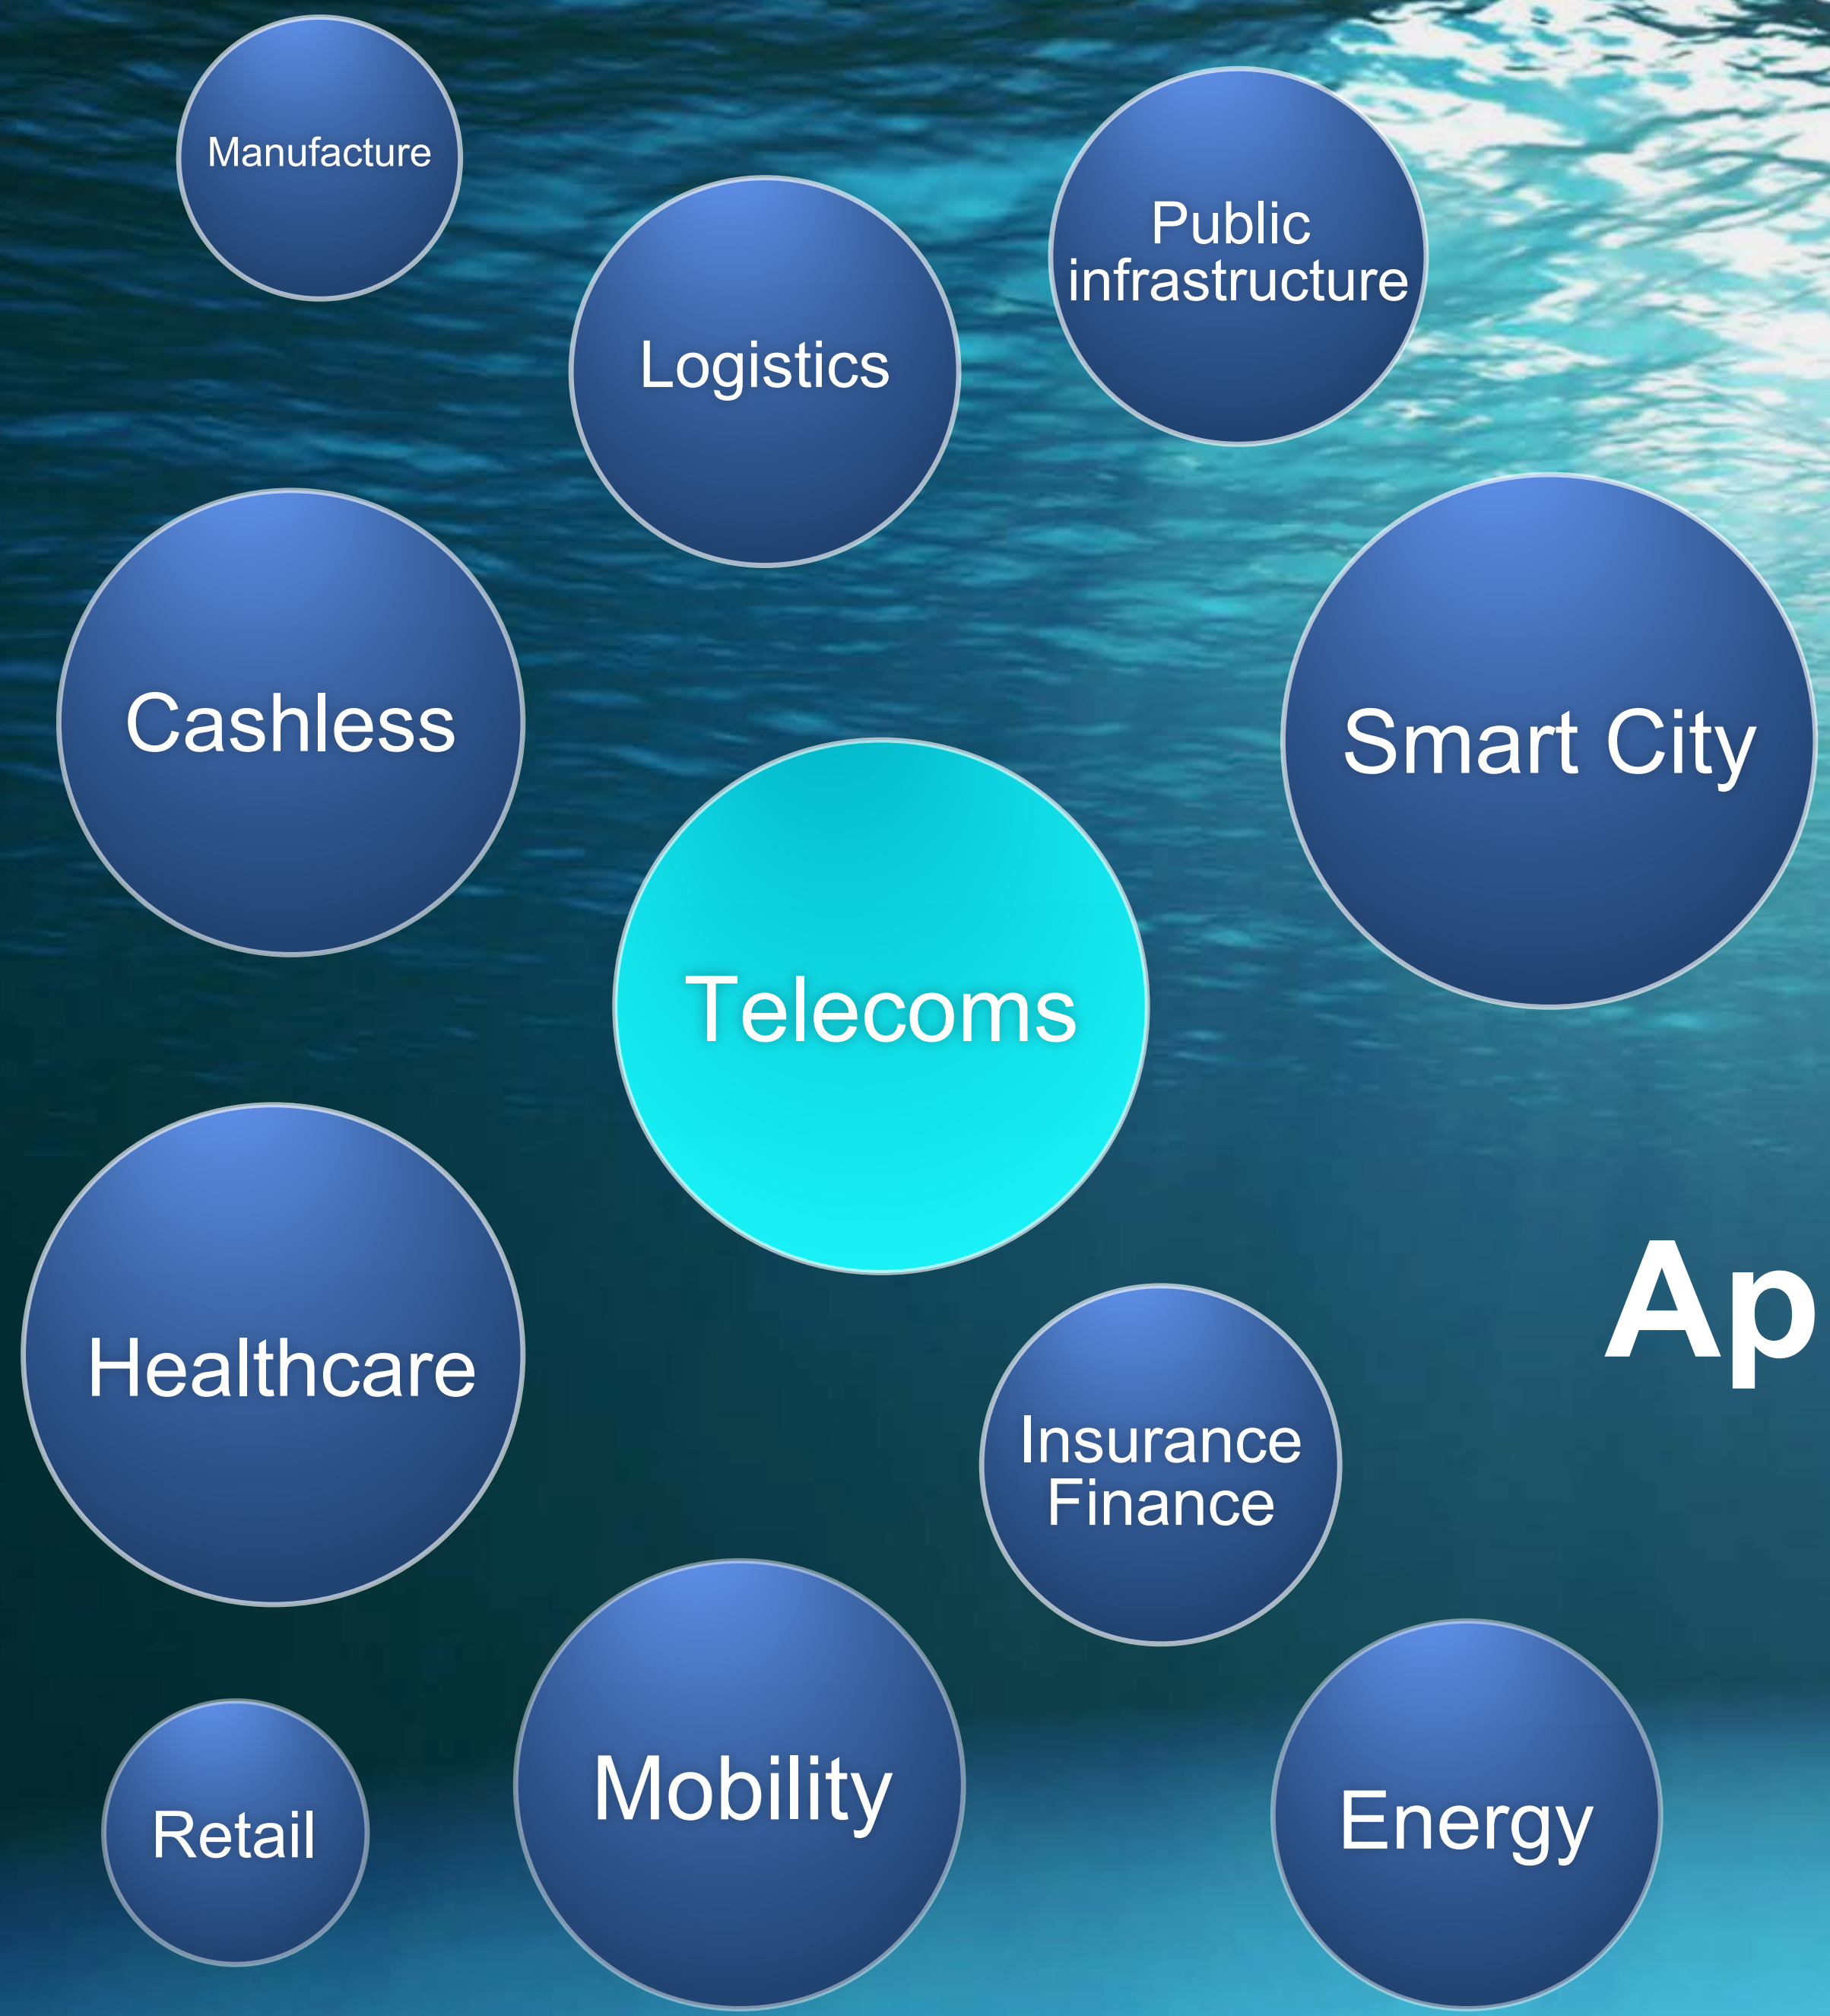 Manufacture
Public
infrastructure
Logistics
Cashless
Smart City
Telecoms
Ap
Healthcare
Insurance
Finance
Mobility
Energy
Retail